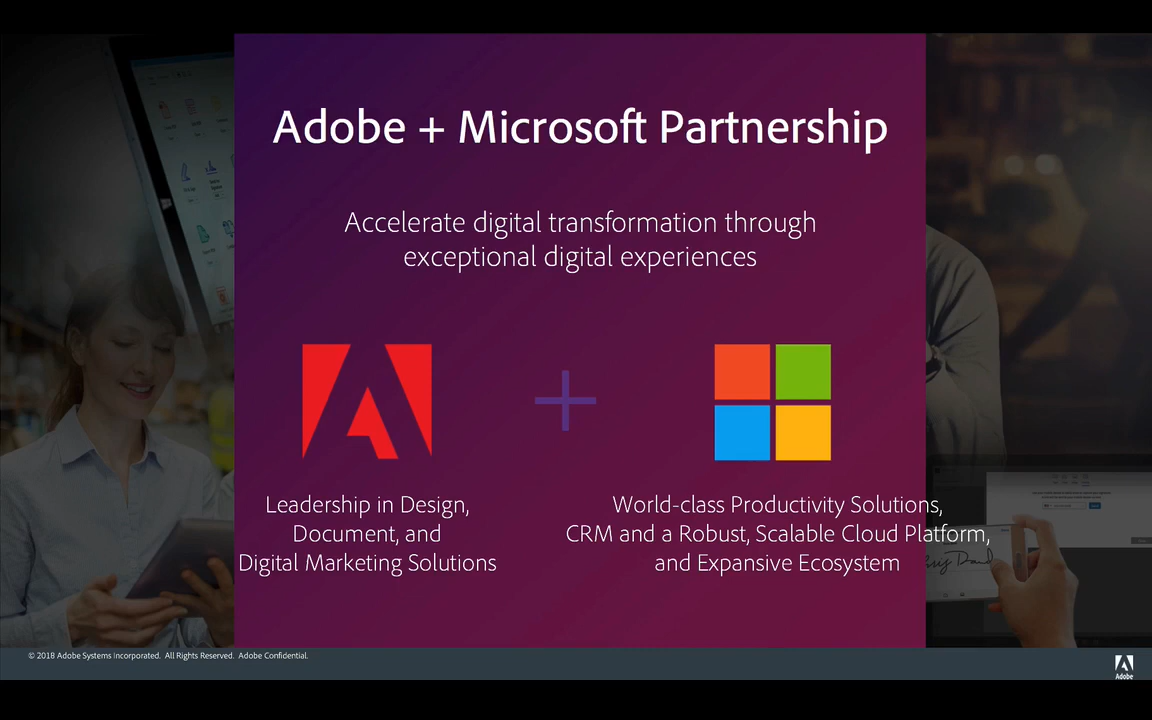 Adobe + Microsoft Partnership
Accelerate digital transformation through
exceptional digital experiences
Leadership in Design,
Document, and
Digital Marketing Solutions
World-class Productivity Solutions,
CRM and a Robust, Scalable Cloud Platform,
and Expansive Ecosystem
© 2018 Adobe Systems Incorporated. All Rights Reserved. Adobe Confidential.
Adobe